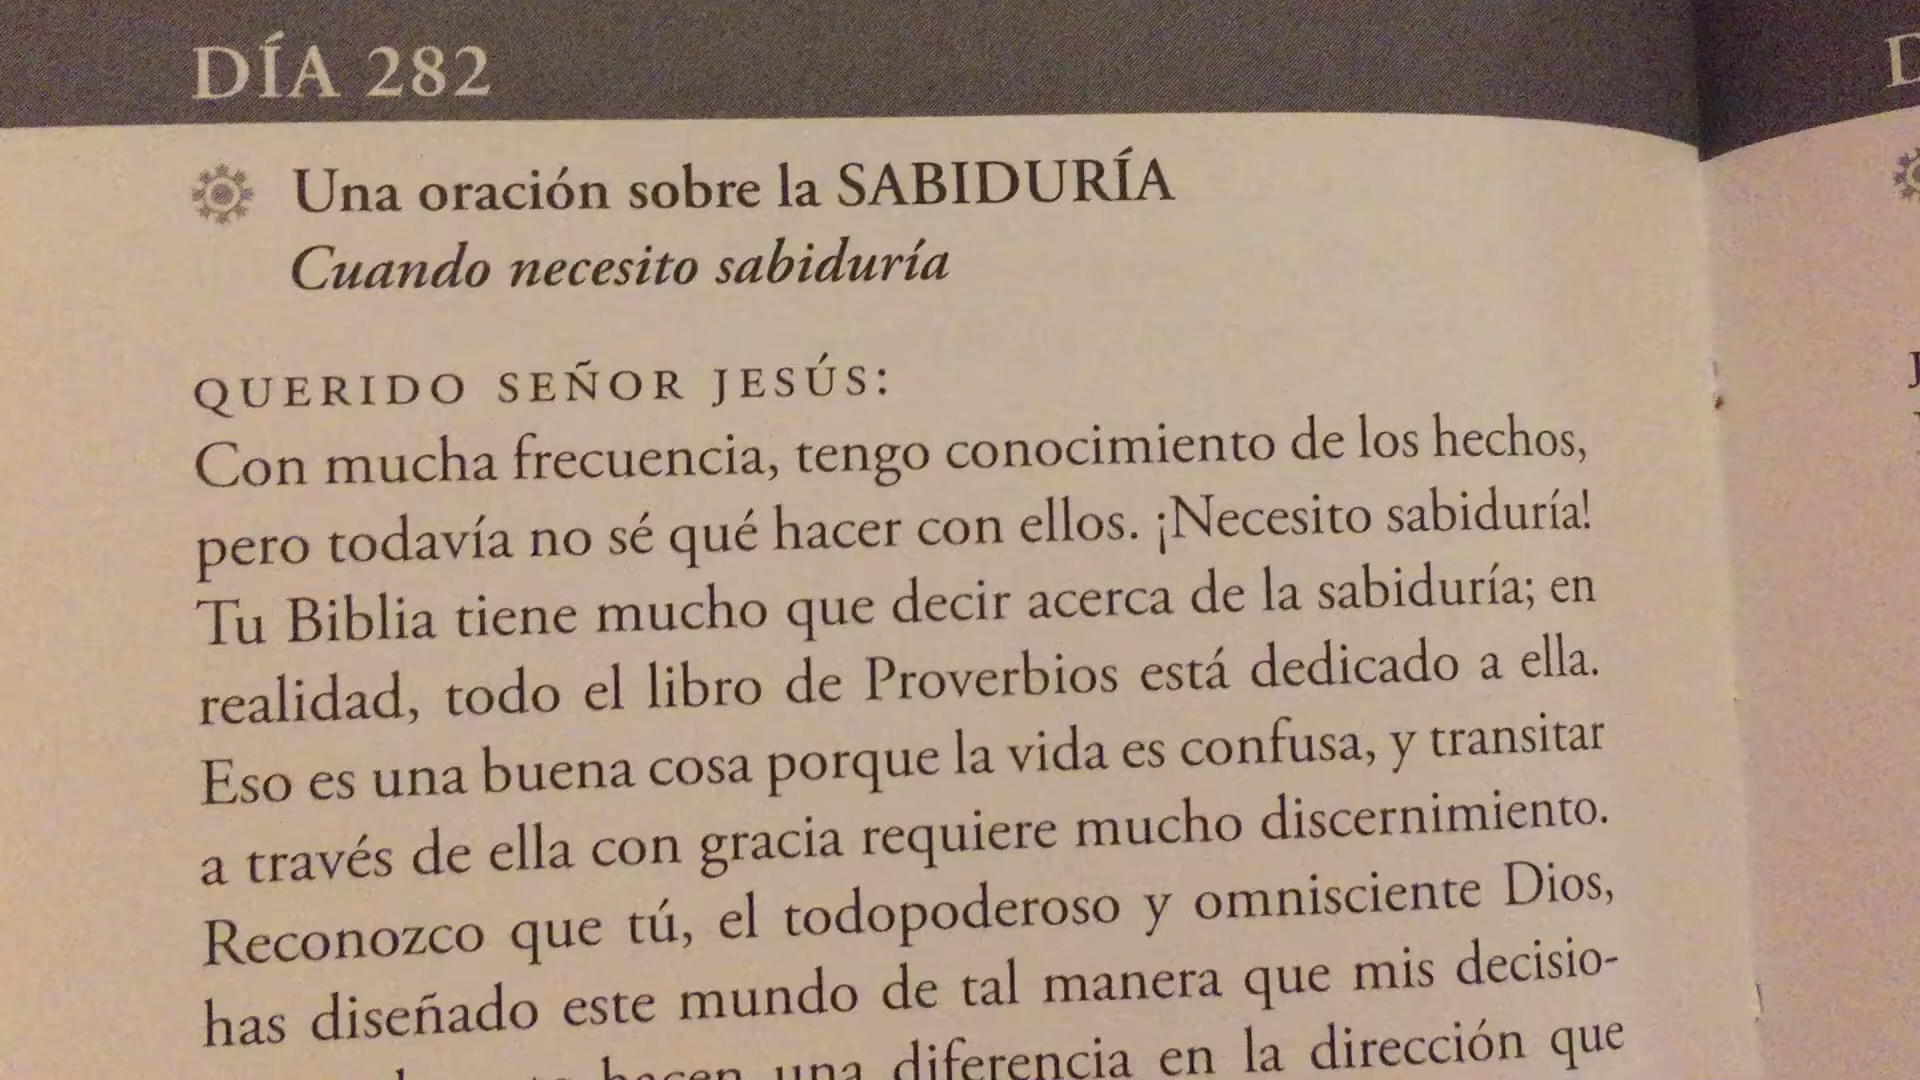 DÍA 282
Una oración sobre la SABIDURÍA
Cuando necesito sabiduría
QUERIDO SEÑOR JESÚS:
Con mucha frecuencia, tengo conocimiento de los hechos,
pero todavía no sé qué hacer con ellos. ¡Necesito sabiduría!
Tu Biblia tiene mucho que decir acerca de la sabiduría; en
realidad, todo el libro de Proverbios está dedicado a ella.
Eso es una buena cosa porque la vida es confusa, y transitar
a través de ella con gracia requiere mucho discernimiento.
Reconozco que tú, el todopoderoso y omnisciente Dios,
has diseñado este mundo de tal manera que mis decisio-
hacen una diferencia en la dirección que